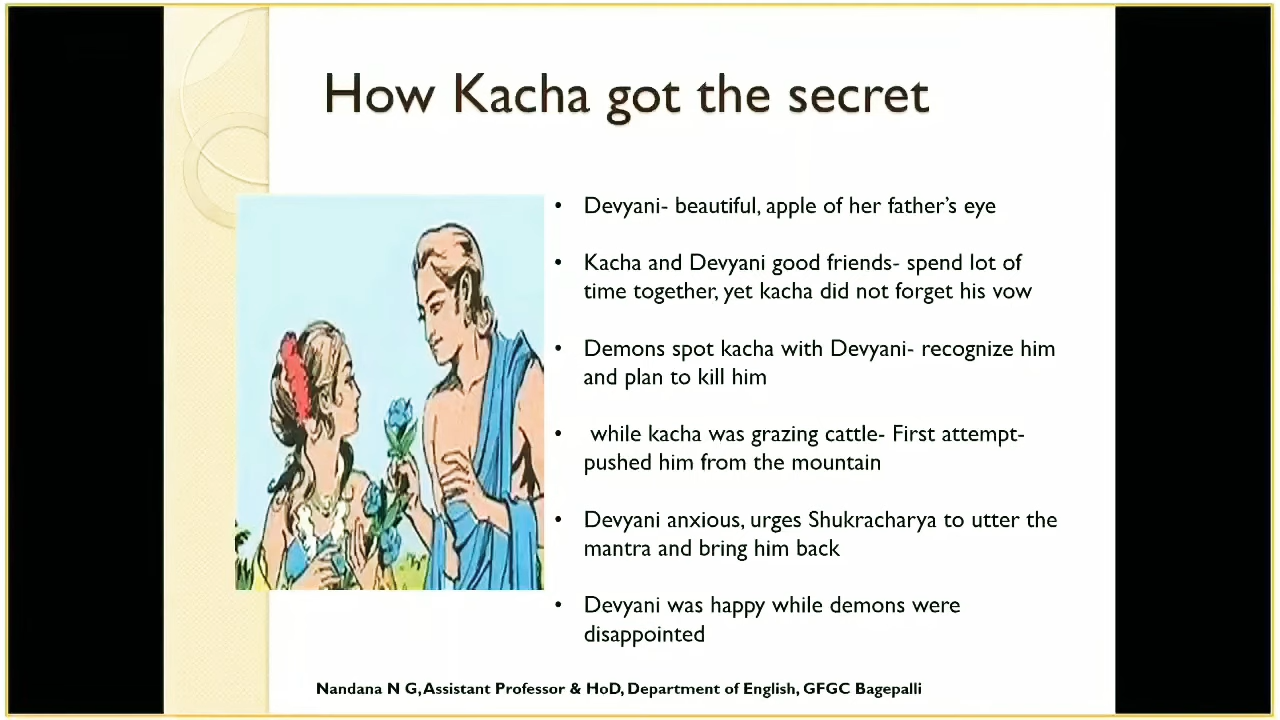 How Kacha got the secret
• Devyani- beautiful, apple of her father’s eye
• Kacha and Devyani good friends- spend lot of
time together, yet kacha did not forget his vow
• Demons spot kacha with Devyani- recognize him
and plan to kill him
• while kacha was grazing cattle- First attempt-
pushed him from the mountain
• Devyani anxious, urges Shukracharya to utter the
mantra and bring him back
• Devyani was happy while demons were
disappointed
Nandana N G, Assistant Professor & HoD, Department of English, GFGC Bagepalli